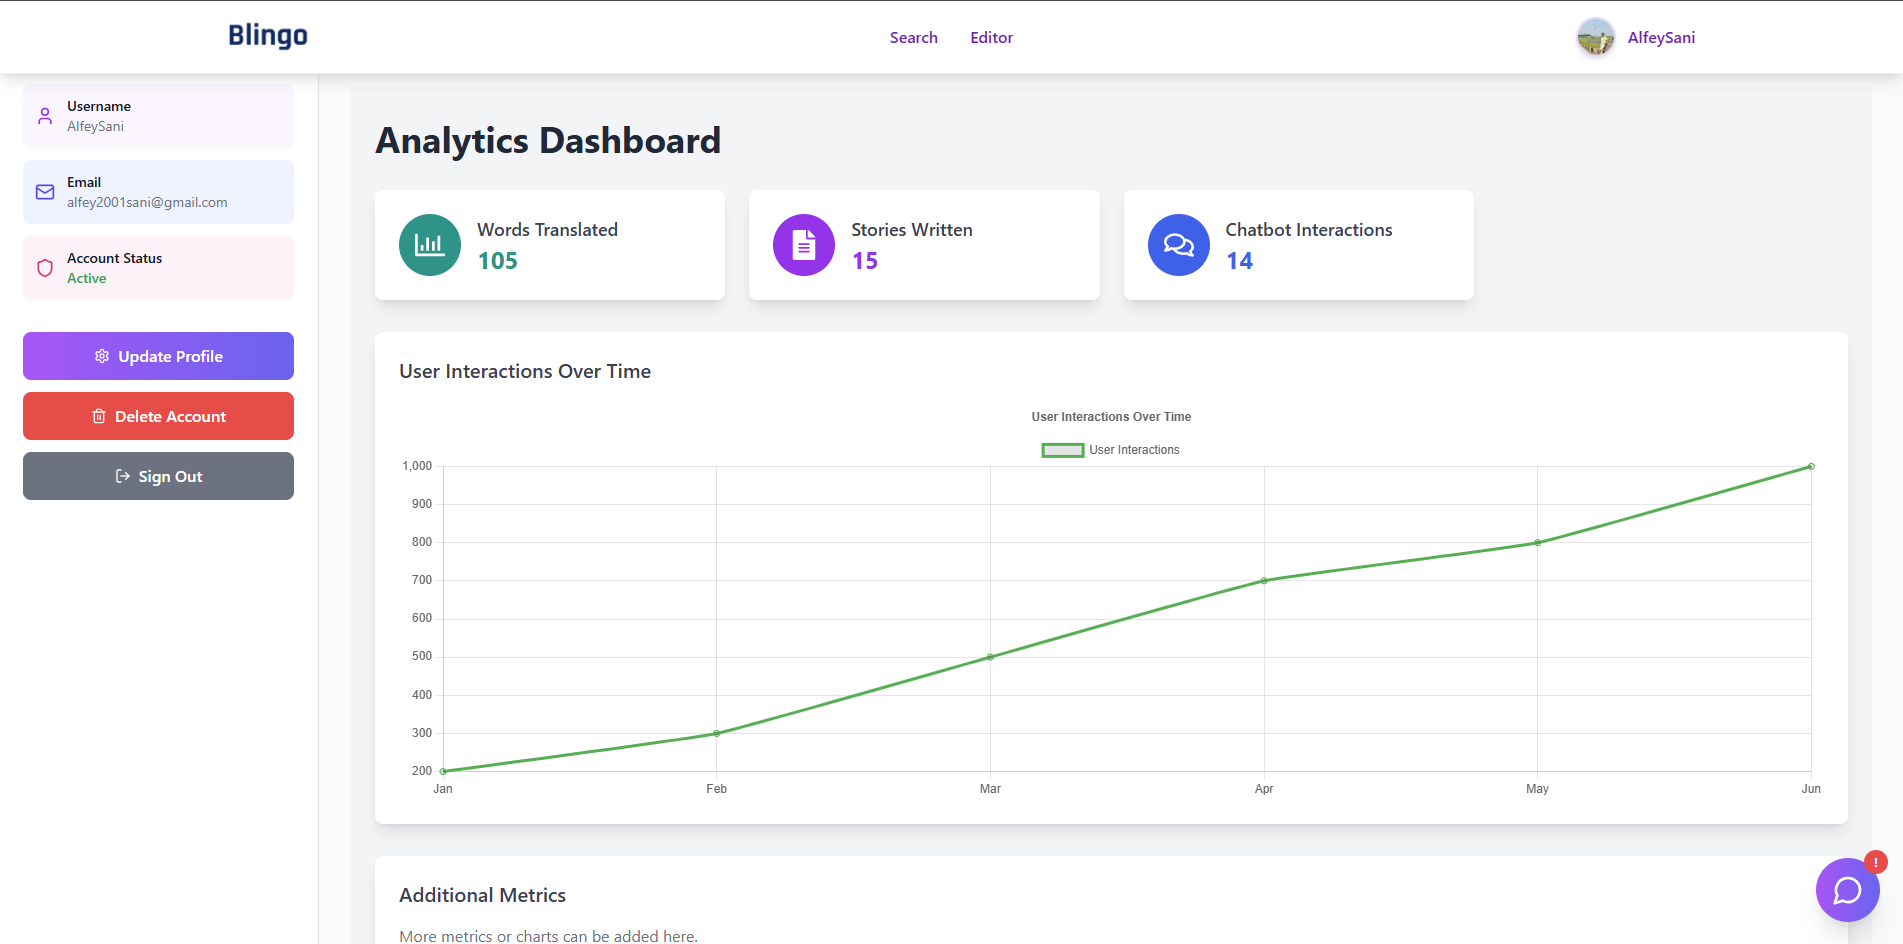 Blingo
Search
Editor
AlfeySani
Username
AlfeySani
Email
alfey2001sani@gmail.com
Account Status
Active
Update Profile
Delete Account
Sign Out
Analytics Dashboard
Words Translated
105
Stories Written
15
Chatbot Interactions
14
User Interactions Over Time
User Interactions Over Time
User Interactions
1,000
900
800
700
600
500
400
300
200
Jan
Feb
Mar
Apr
May
Jun
Additional Metrics
More metrics or charts can be added here.
!